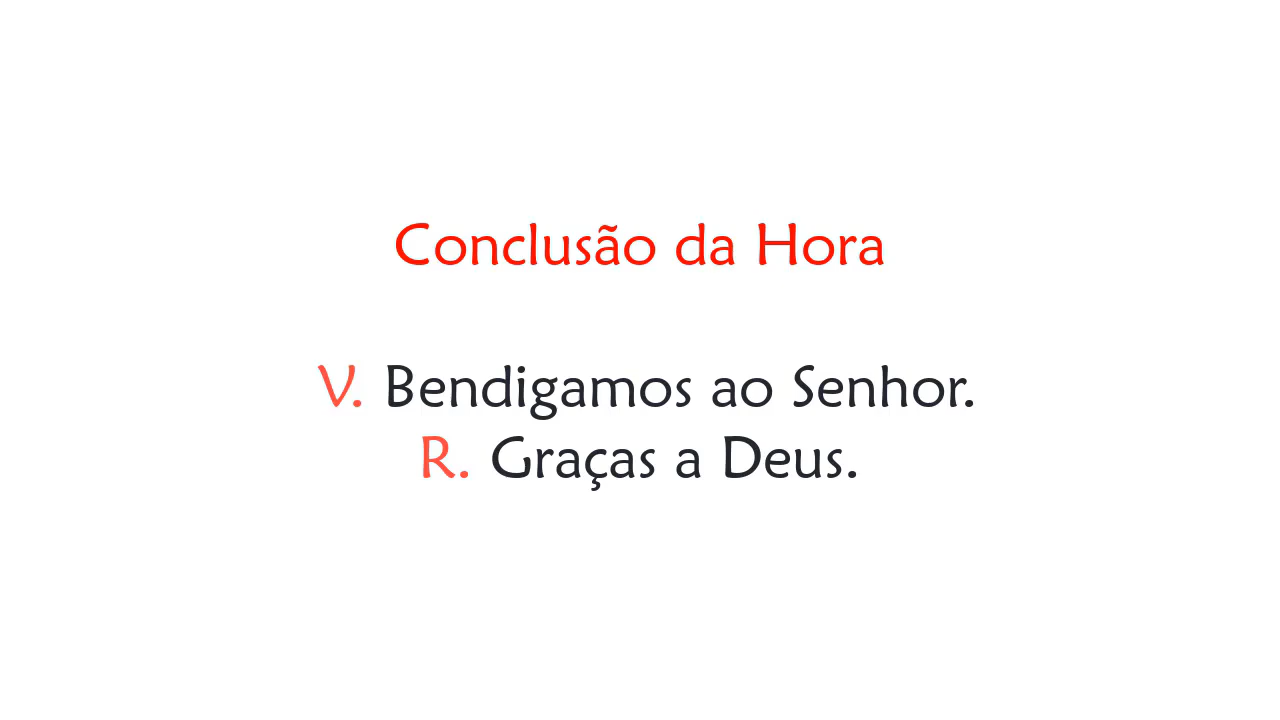 Conclusão da Hora
V. Bendigamos ao Senhor.
R. Graças a Deus.